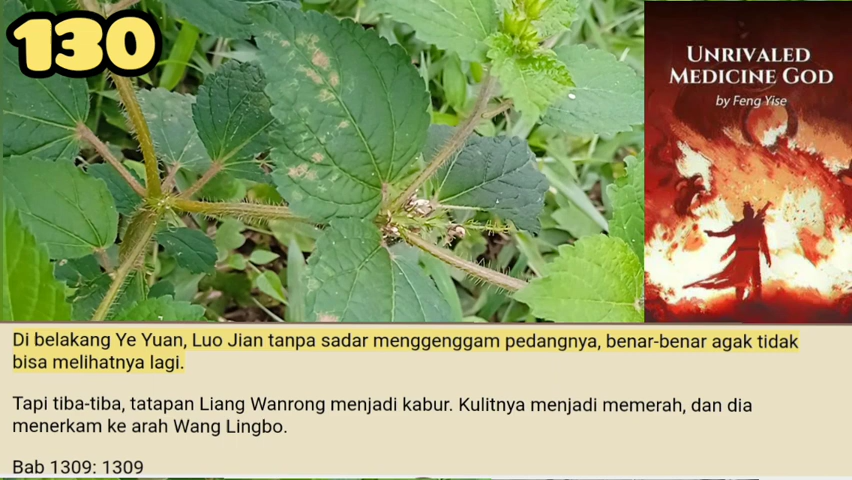 130
UNRIVALED
MEDICINE GOD
by Feng Yise
Di belakang Ye Yuan, Luo Jian tanpa sadar menggenggam pedangnya, benar-benar agak tidak
bisa melihatnya lagi.
Tapi tiba-tiba, tatapan Liang Wanrong menjadi kabur. Kulitnya menjadi memerah, dan dia
menerkam ke arah Wang Lingbo.
Bab 1309: 1309